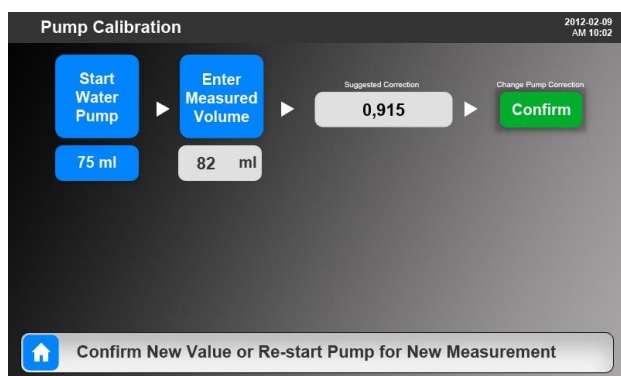 Pump Calibration
2012-02-09
AM 10:02
Start
Water
Pump
Enter
Measured
Volume
Suggested Correction
0,915
Change Pump Correction
Confirm
75 ml
82 ml
Confirm New Value or Re-start Pump for New Measurement